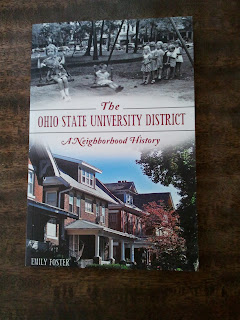 The
OHIO STATE UNIVERSITY DISTRICT
A Neighborhood History
EMILY FOSTER